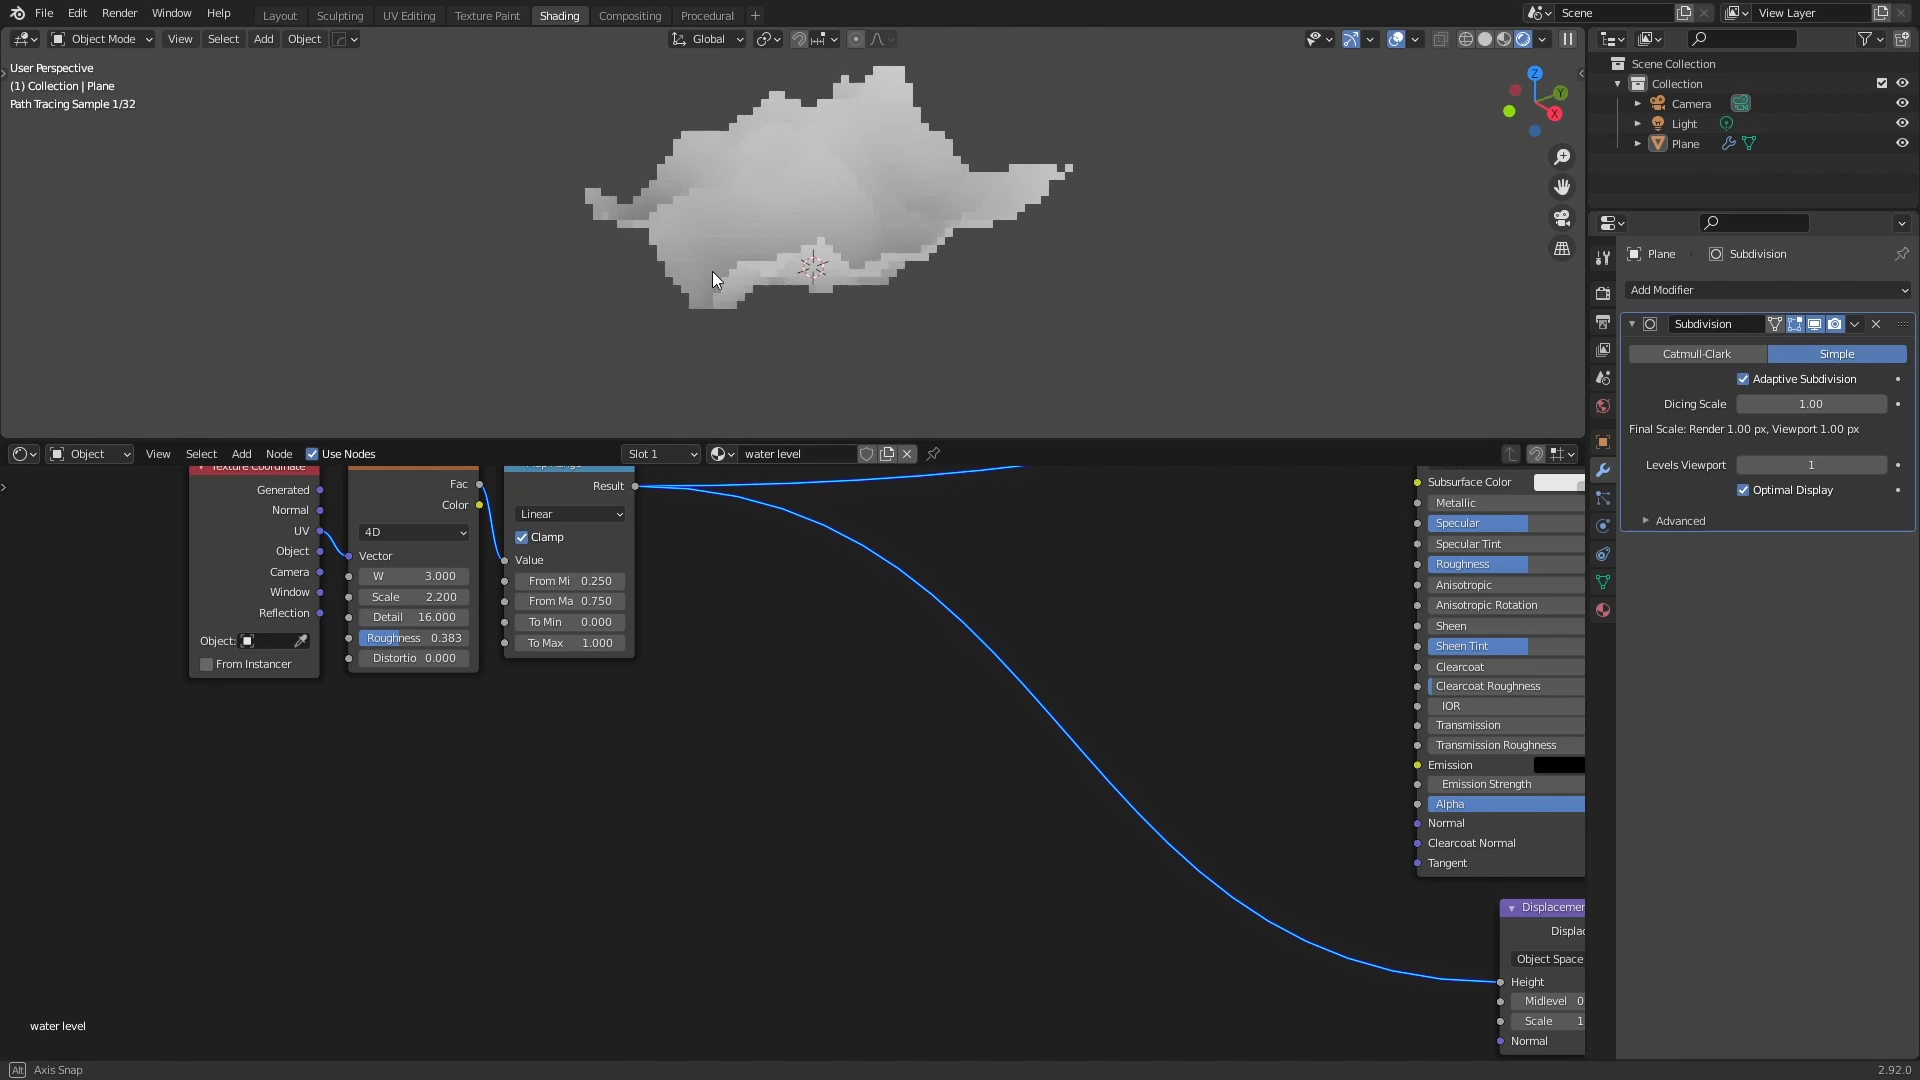 File Edit Render Window Help
Layout Sculpting UV Editing Texture Paint Shading Compositing Procedural +
Scene
View Layer
Object Mode View Select Add Object
Global
User Perspective
(1) Collection | Plane
Path Tracing Sample 1/32
Z
Y
X
Scene Collection
Collection
Camera
Light
Plane
Plane Subdivision
Add Modifier
Subdivision
Catmull-Clark Simple
Adaptive Subdivision
Dicing Scale 1.00
Final Scale: Render 1.00 px, Viewport 1.00 px
Levels Viewport 1
Optimal Display
Advanced
Object View Select Add Node Use Nodes
Slot 1 water level
Texture Coordinate
Generated
Normal
UV
Object
Camera
Window
Reflection
Object:
From Instancer
Fac
Color
4D
Vector
W 3.000
Scale 2.200
Detail 16.000
Roughness 0.383
Distortio 0.000
Map Range
Result
Linear
Clamp
Value
From Mi 0.250
From Ma 0.750
To Min 0.000
To Max 1.000
Subsurface Color
Metallic
Specular
Specular Tint
Roughness
Anisotropic
Anisotropic Rotation
Sheen
Sheen Tint
Clearcoat
Clearcoat Roughness
IOR
Transmission
Transmission Roughness
Emission
Emission Strength
Alpha
Normal
Clearcoat Normal
Tangent
Displacemen
Displac
Object Space
Height
Midlevel 0
Scale 1
Normal
water level
Alt Axis Snap
2.92.0